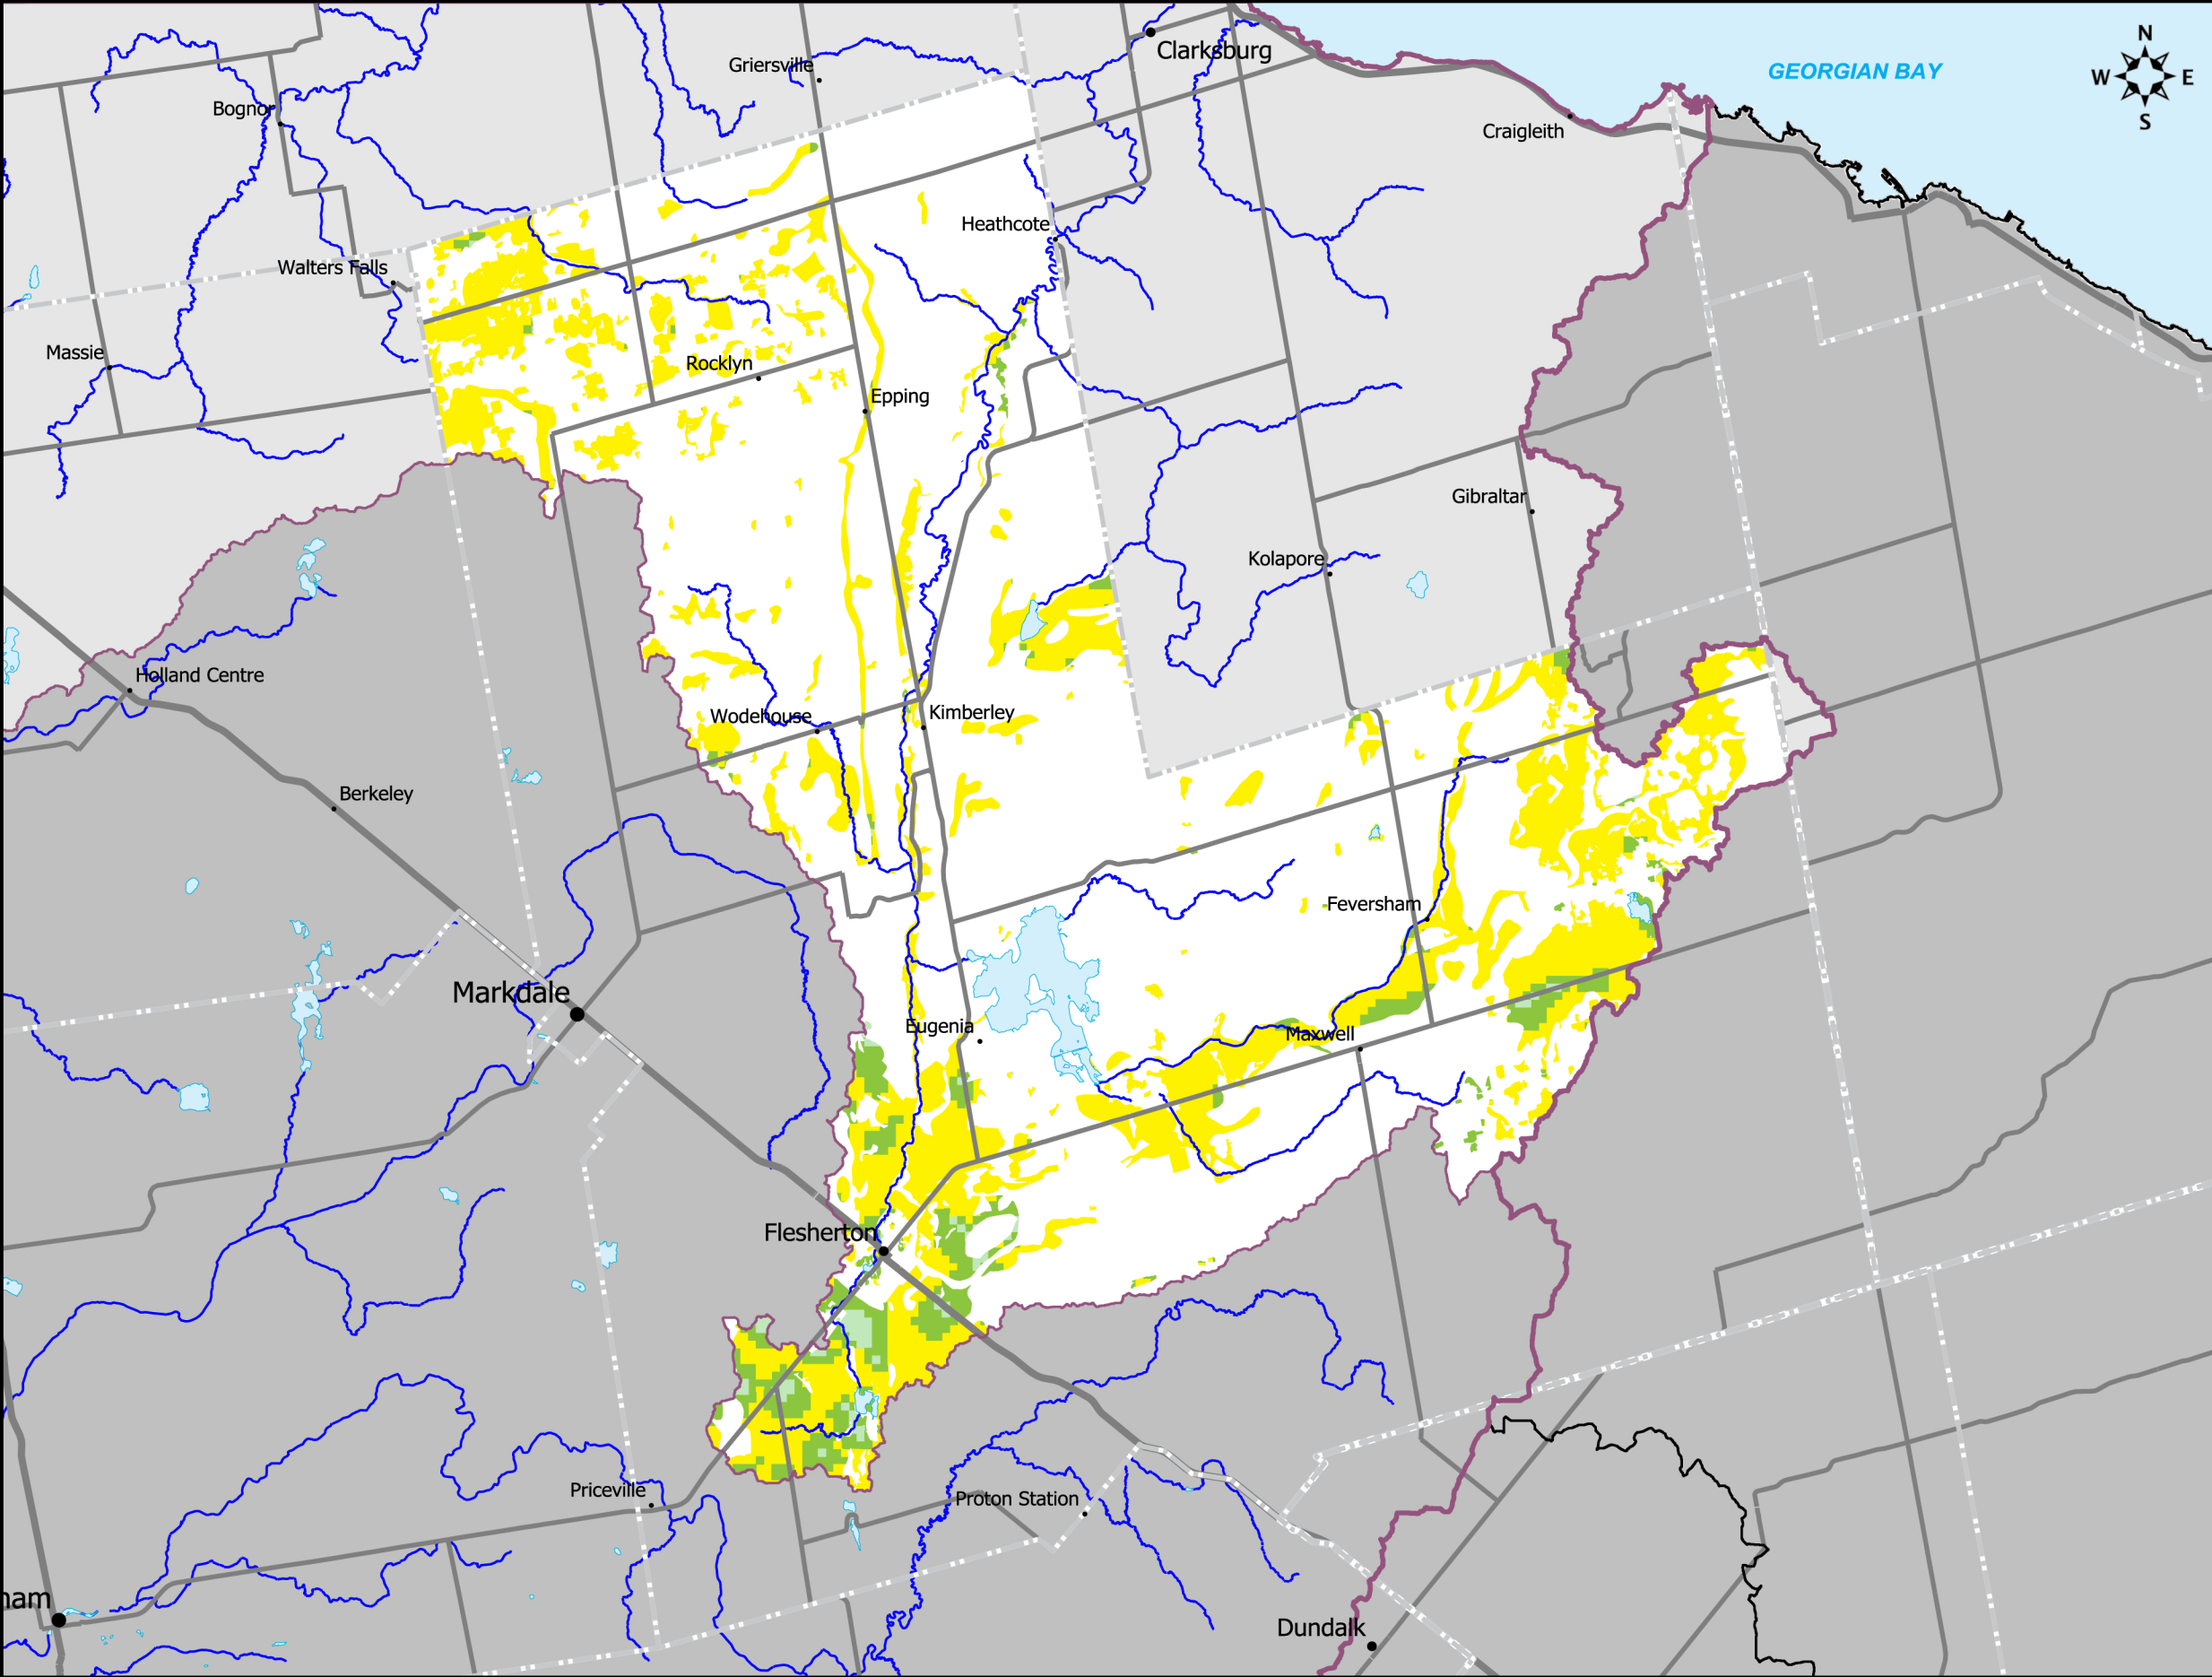 Clarksburg
N
Griersville
GEORGIAN BAY
W
E
Bognor
S
Craigleith
Heathcote
Walters Falls
Massie
Rocklyn
Epping
Gibraltar
Kolapore
Holland Centre
Wodehouse
Kimberley
Berkeley
Feversham
Markdale
Eugenia
Maxwell
Flesherton
Priceville
Proton Station
ham
Dundalk